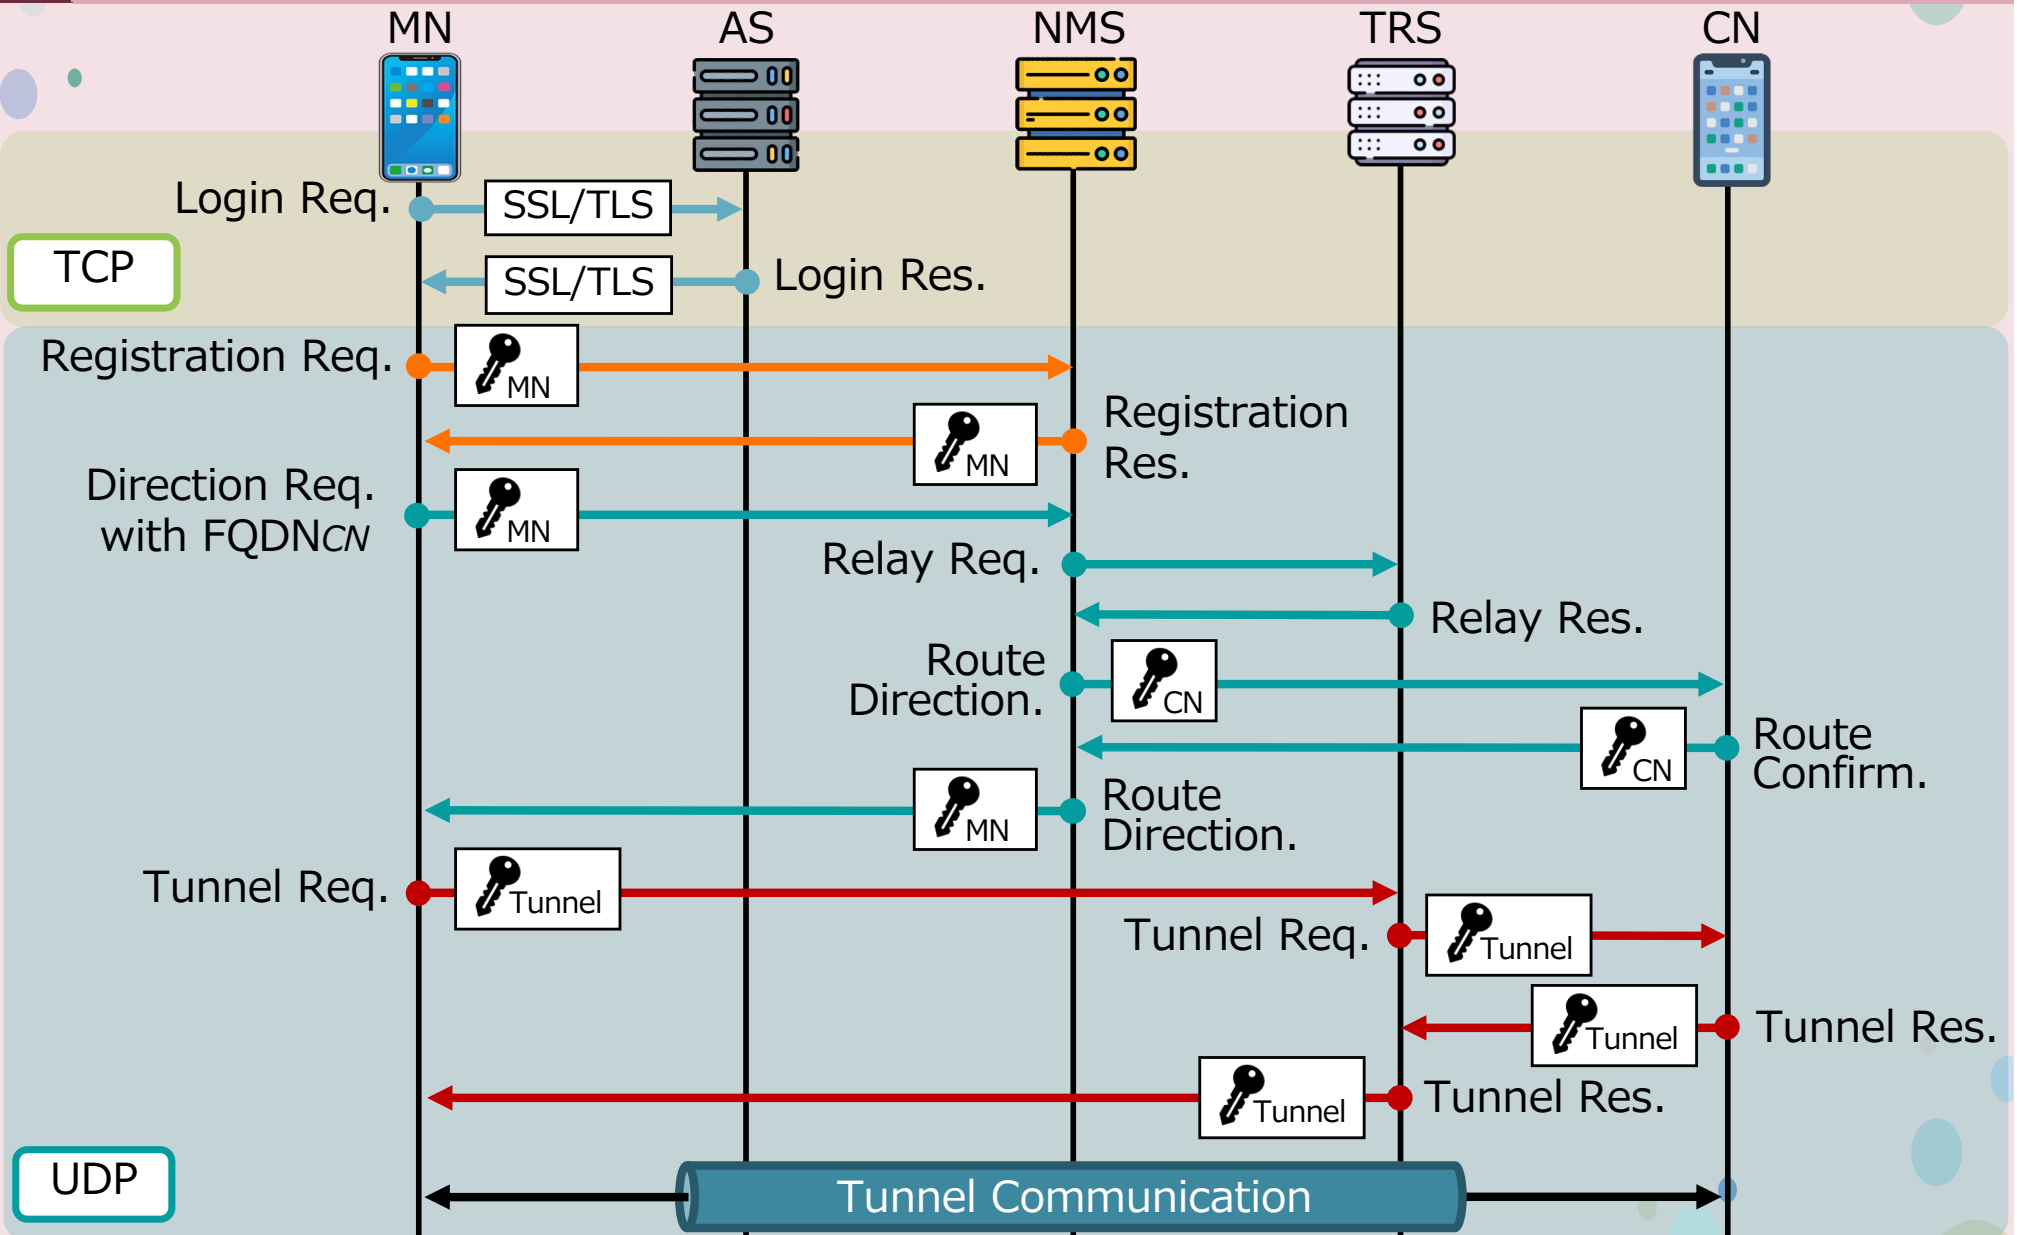 MN
AS
NMS
TRS
CN
Login Req.
SSL/TLS
TCP
SSL/TLS
Login Res.
Registration Req.
MN
MN
Registration
Res.
Direction Req.
with FQDNCN
MN
Relay Req.
Relay Res.
Route
Direction.
CN
CN
Route
Confirm.
MN
Route
Direction.
Tunnel Req.
Tunnel
Tunnel Req.
Tunnel
Tunnel
Tunnel Res.
Tunnel
Tunnel Res.
UDP
Tunnel Communication